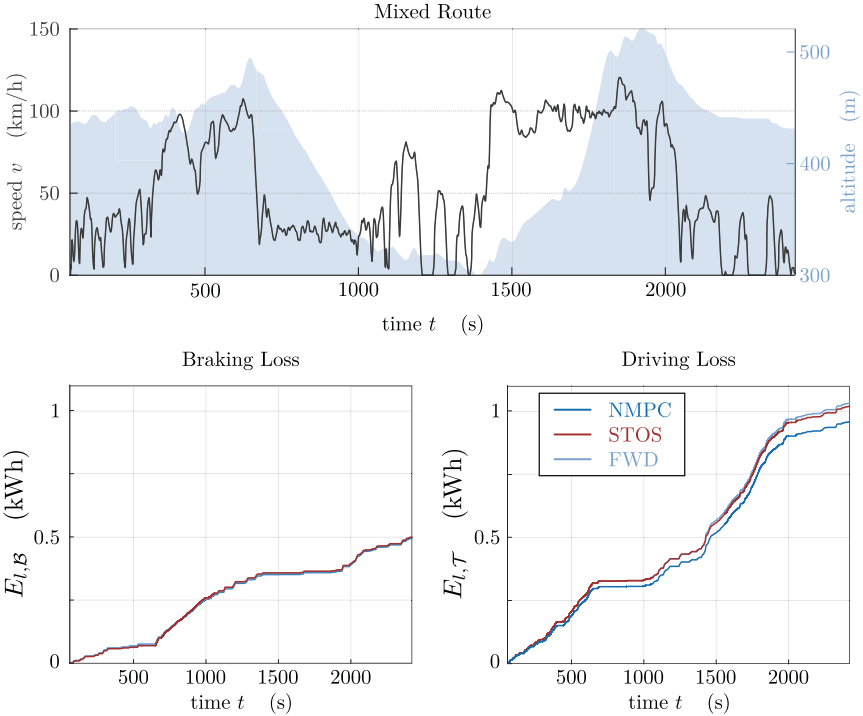 Mixed Route
150
100
50
0
speed v (km/h)
500
400
300
altitude (m)
500
1000
1500
2000
time t (s)
Braking Loss
1
0.5
0
E_{l,𝓑} (kWh)
500
1000
2000
time t (s)
Driving Loss
NMPC
STOS
FWD
1
0.5
0
E_{l,𝒯} (kWh)
500
1000
2000
time t (s)